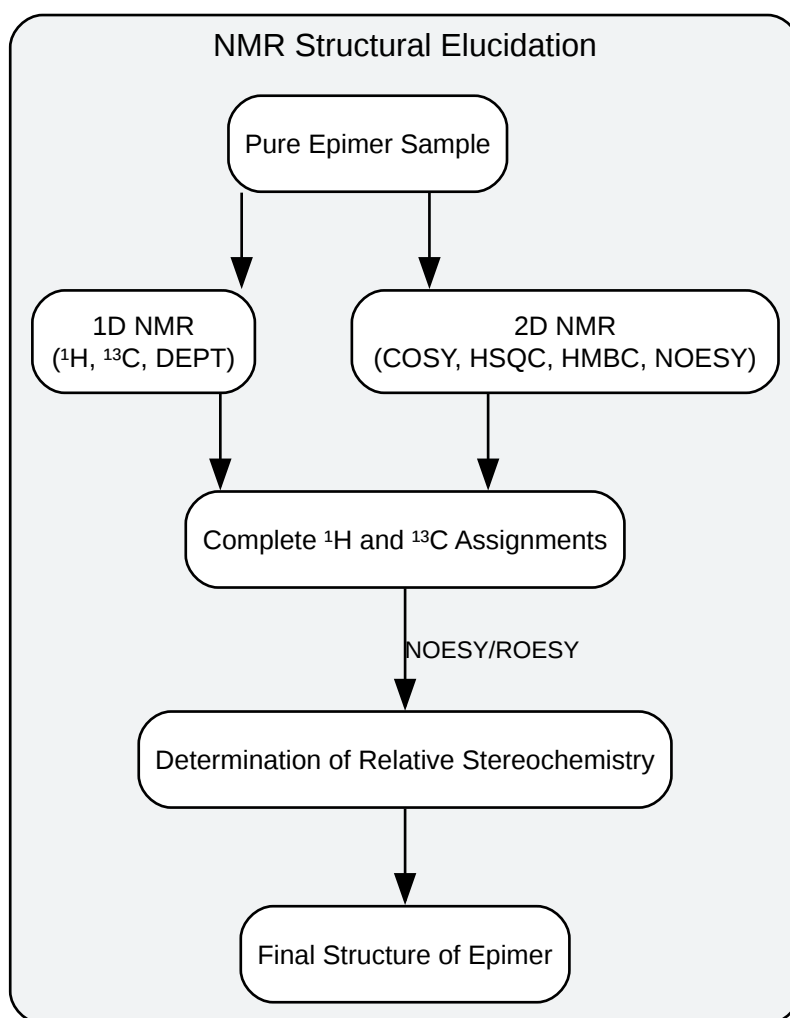 NMR Structural Elucidation
Pure Epimer Sample
1D NMR
(¹H, ¹³C, DEPT)
2D NMR
(COSY, HSQC, HMBC, NOESY)
Complete ¹H and ¹³C Assignments
NOESY/ROESY
Determination of Relative Stereochemistry
Final Structure of Epimer